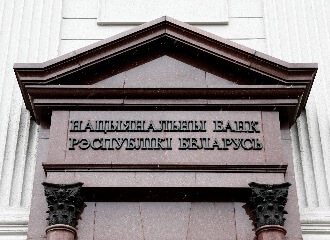 НАЦЫЯНАЛЬНЫ БАНК
РЭСПУБЛІКІ БЕЛАРУСЬ